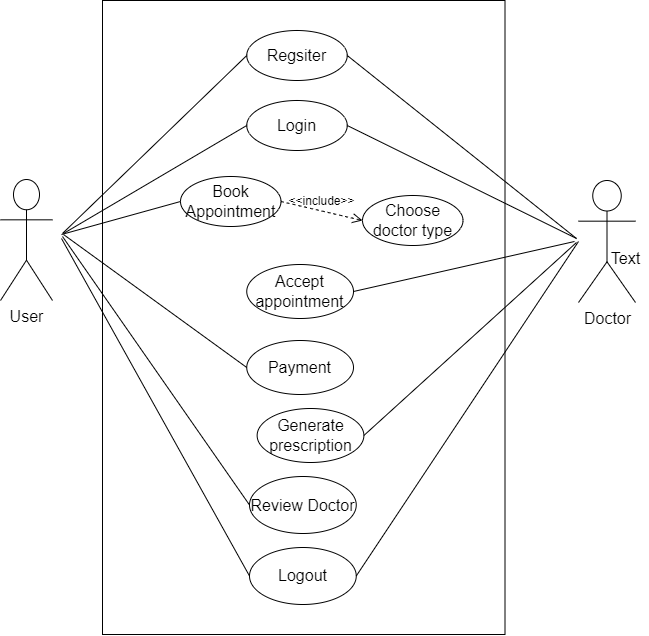 Regsiter
Login
Book
Appointment
<<include>>
Choose
doctor type
Text
Accept
appointment
User
Doctor
Payment
Generate
prescription
Review Doctor
Logout